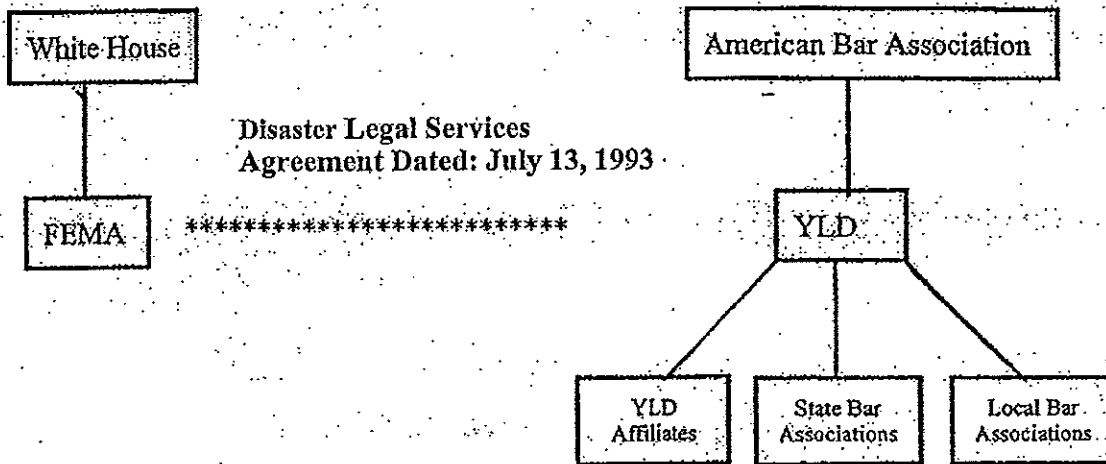 White House
American Bar Association
Disaster Legal Services
Agreement Dated: July 13, 1993
FEMA
**************************
YLD
YLD
Affiliates
State Bar
Associations
Local Bar
Associations